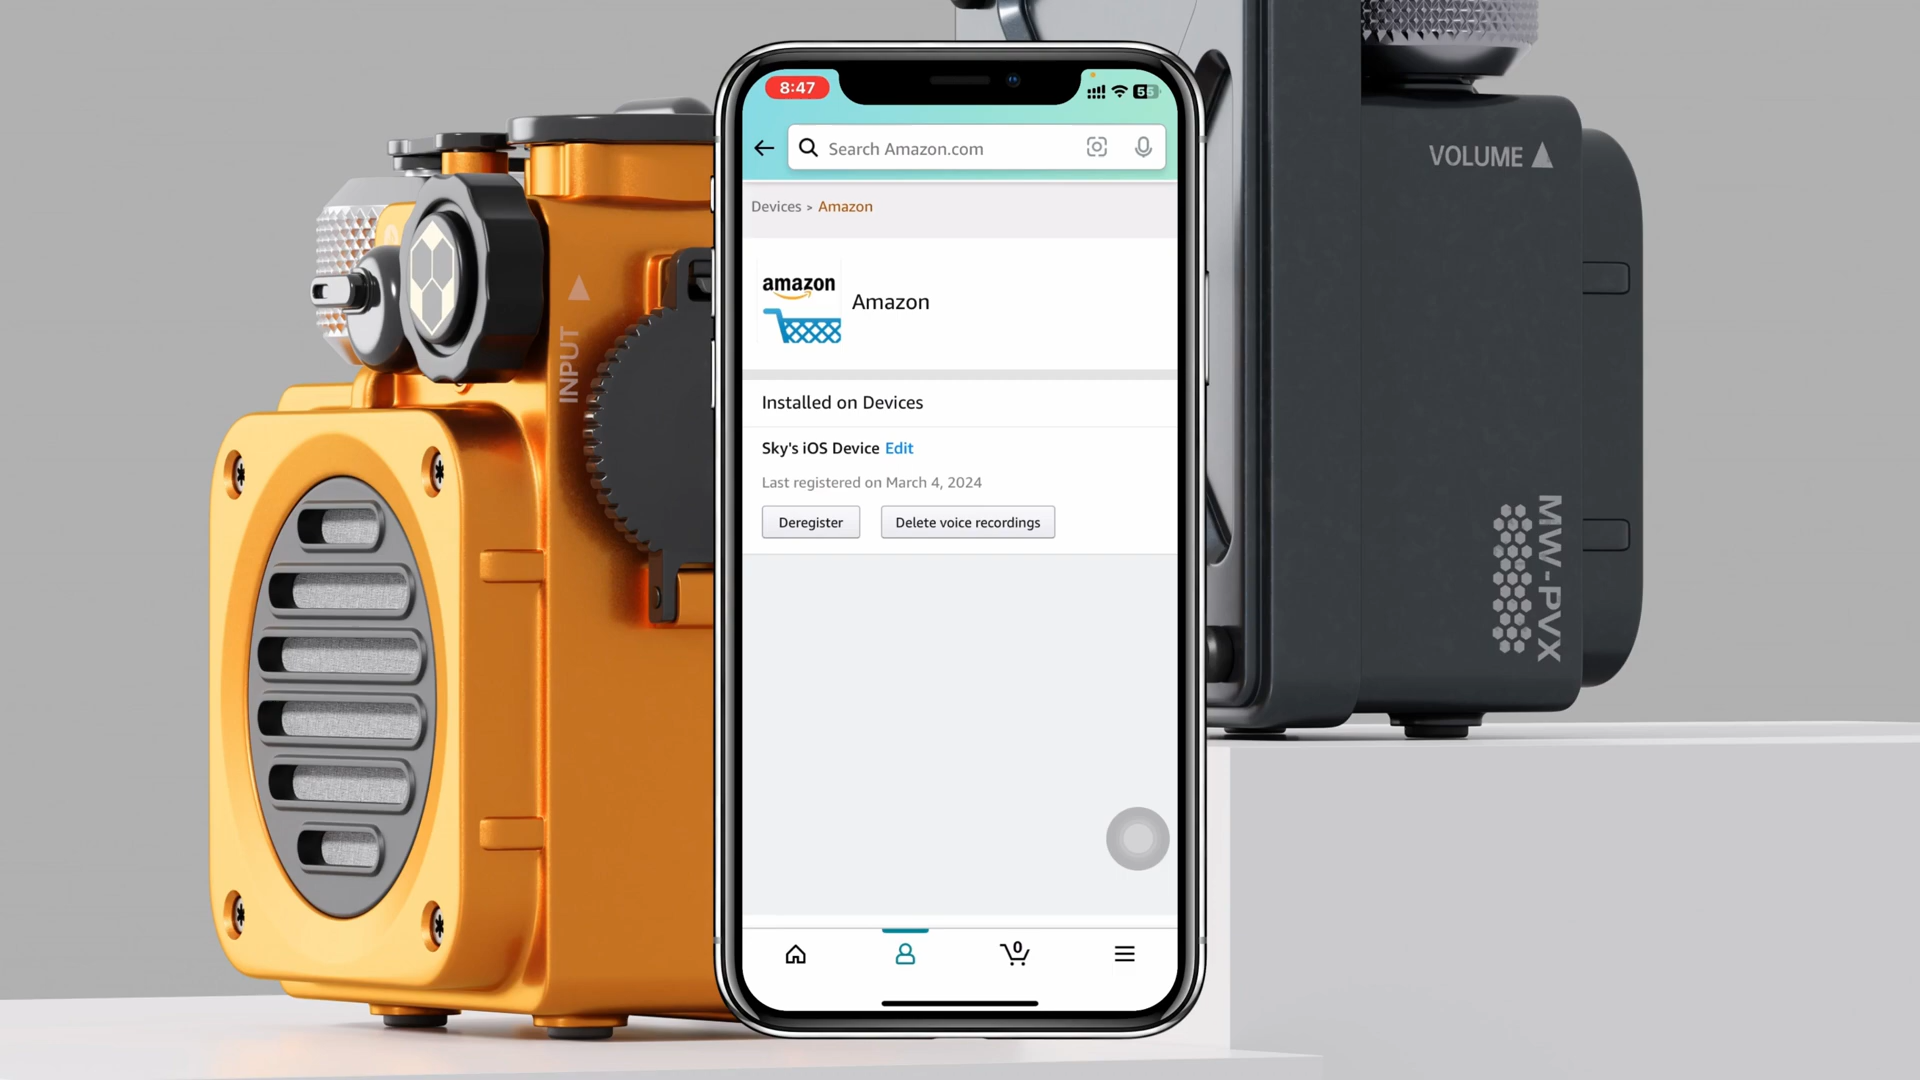 8:47
55
Search Amazon.com
Devices > Amazon
amazon
Amazon
Installed on Devices
Sky's iOS Device Edit
Last registered on March 4, 2024
Deregister
Delete voice recordings
0
INPUT
VOLUME
MW-PVX